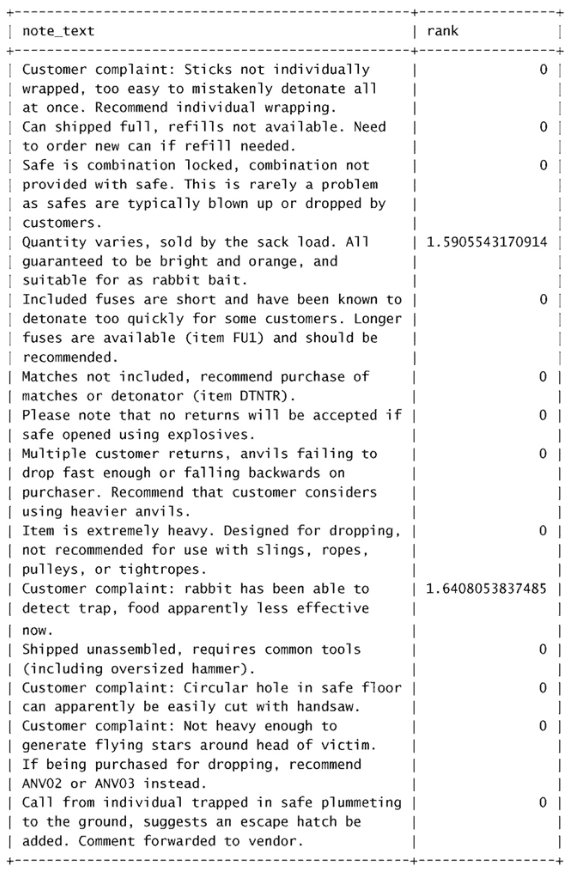 note_text | rank
Customer complaint: Sticks not individually | 0
wrapped, too easy to mistakenly detonate all
at once. Recommend individual wrapping.
Can shipped full, refills not available. Need | 0
to order new can if refill needed.
Safe is combination locked, combination not | 0
provided with safe. This is rarely a problem
as safes are typically blown up or dropped by
customers.
Quantity varies, sold by the sack load. All | 1.5905543170914
guaranteed to be bright and orange, and
suitable for as rabbit bait.
Included fuses are short and have been known to | 0
detonate too quickly for some customers. Longer
fuses are available (item FU1) and should be
recommended.
Matches not included, recommend purchase of | 0
matches or detonator (item DTNTR).
Please note that no returns will be accepted if | 0
safe opened using explosives.
Multiple customer returns, anvils failing to | 0
drop fast enough or falling backwards on
purchaser. Recommend that customer considers
using heavier anvils.
Item is extremely heavy. Designed for dropping, | 0
not recommended for use with slings, ropes,
pulleys, or tightropes.
Customer complaint: rabbit has been able to | 1.6408053837485
detect trap, food apparently less effective
now.
Shipped unassembled, requires common tools | 0
(including oversized hammer).
Customer complaint: Circular hole in safe floor | 0
can apparently be easily cut with handsaw.
Customer complaint: Not heavy enough to | 0
generate flying stars around head of victim.
If being purchased for dropping, recommend
ANV02 or ANV03 instead.
Call from individual trapped in safe plummeting | 0
to the ground, suggests an escape hatch be
added. Comment forwarded to vendor.